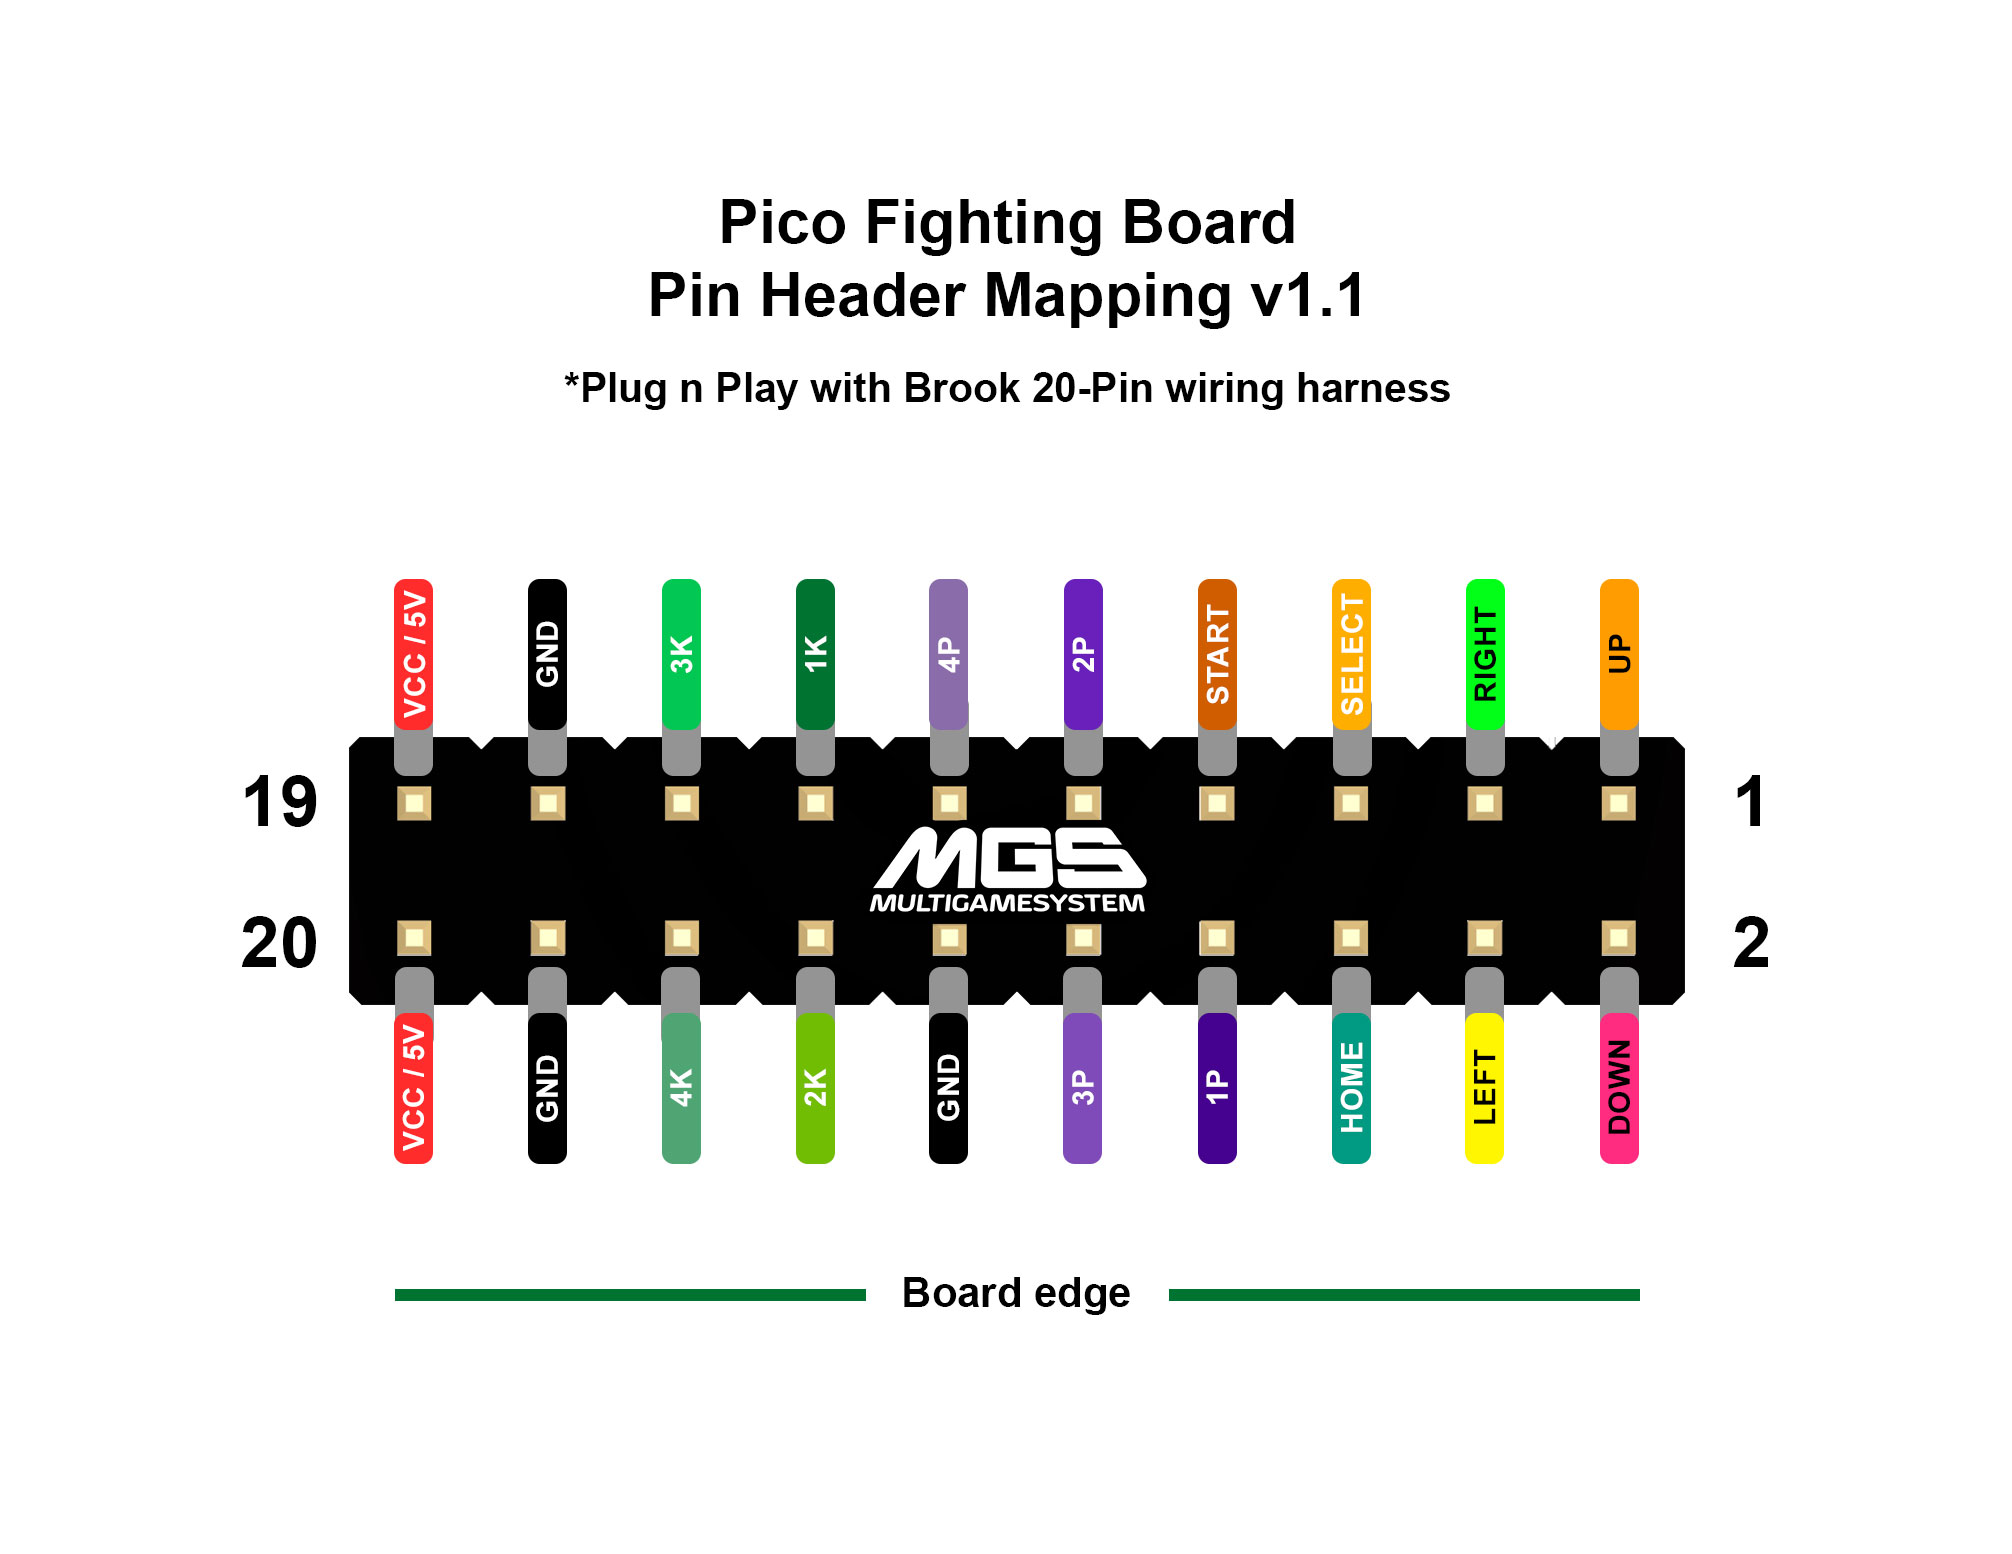 Pico Fighting Board
Pin Header Mapping v1.1
*Plug n Play with Brook 20-Pin wiring harness
VCC / 5V
GND
3K
1K
4P
2P
START
SELECT
RIGHT
UP
19
1
MGS
MULTIGAMESYSTEM
20
2
VCC / 5V
GND
4K
2K
GND
3P
1P
HOME
LEFT
DOWN
Board edge